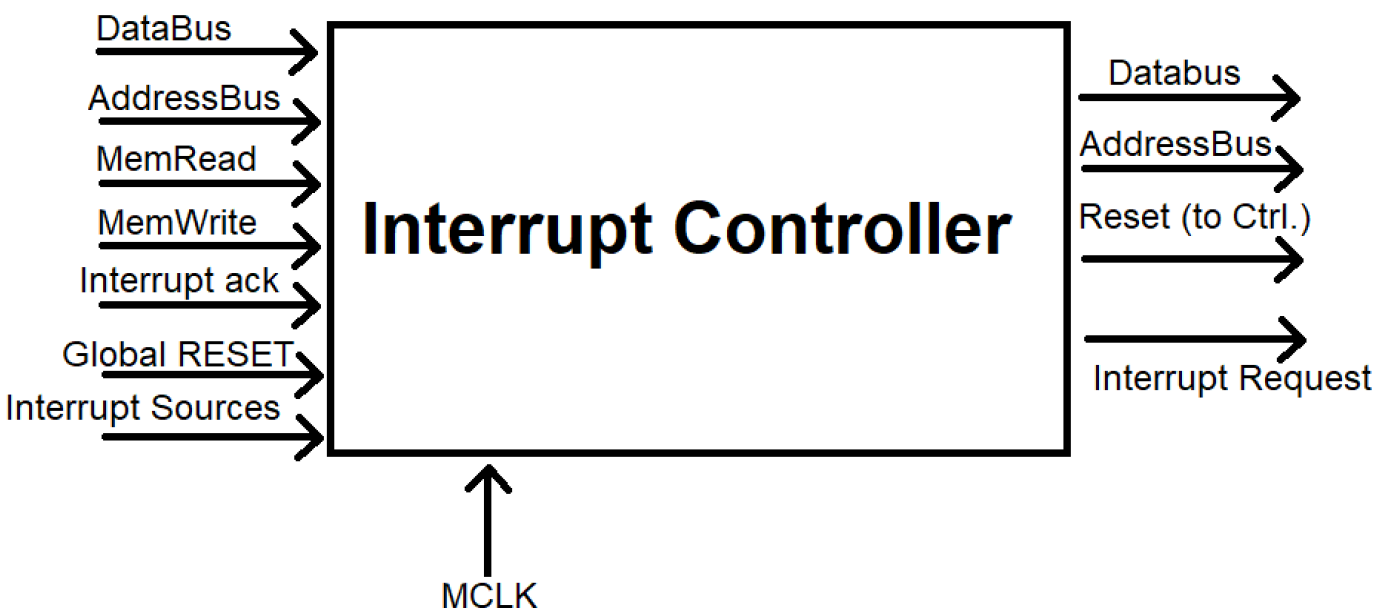 DataBus
AddressBus
MemRead
MemWrite
Interrupt ack
Global RESET
Interrupt Sources
Interrupt Controller
MCLK
Databus
AddressBus
Reset (to Ctrl.)
Interrupt Request